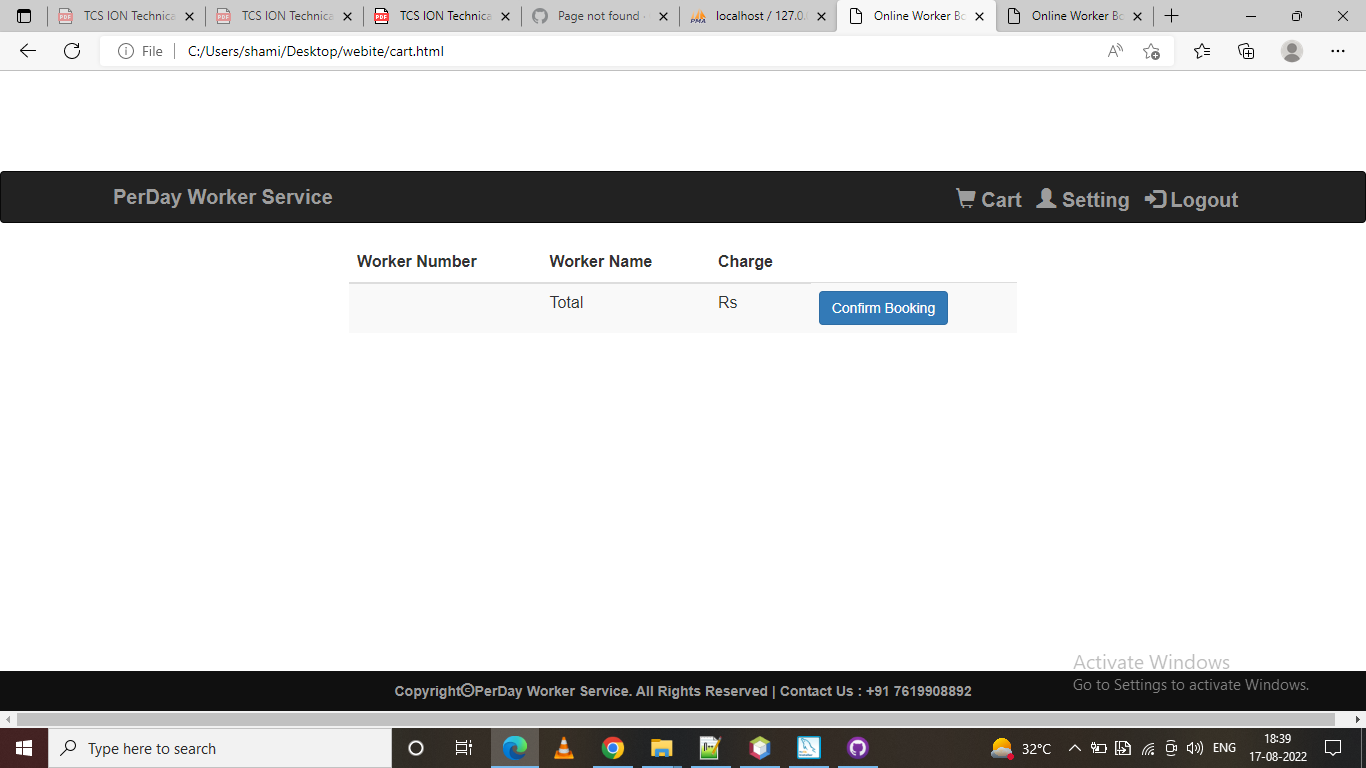 TCS ION Technica
TCS ION Technica
TCS ION Technica
Page not found
localhost / 127.0.
Online Worker Bo
Online Worker Bo
File
C:/Users/shami/Desktop/webite/cart.html
PerDay Worker Service
Cart
Setting
Logout
Worker Number
Worker Name
Charge
Total
Rs
Confirm Booking
Activate Windows
Go to Settings to activate Windows.
Copyright©PerDay Worker Service. All Rights Reserved | Contact Us : +91 7619908892
Type here to search
32°C
ENG
18:39
17-08-2022